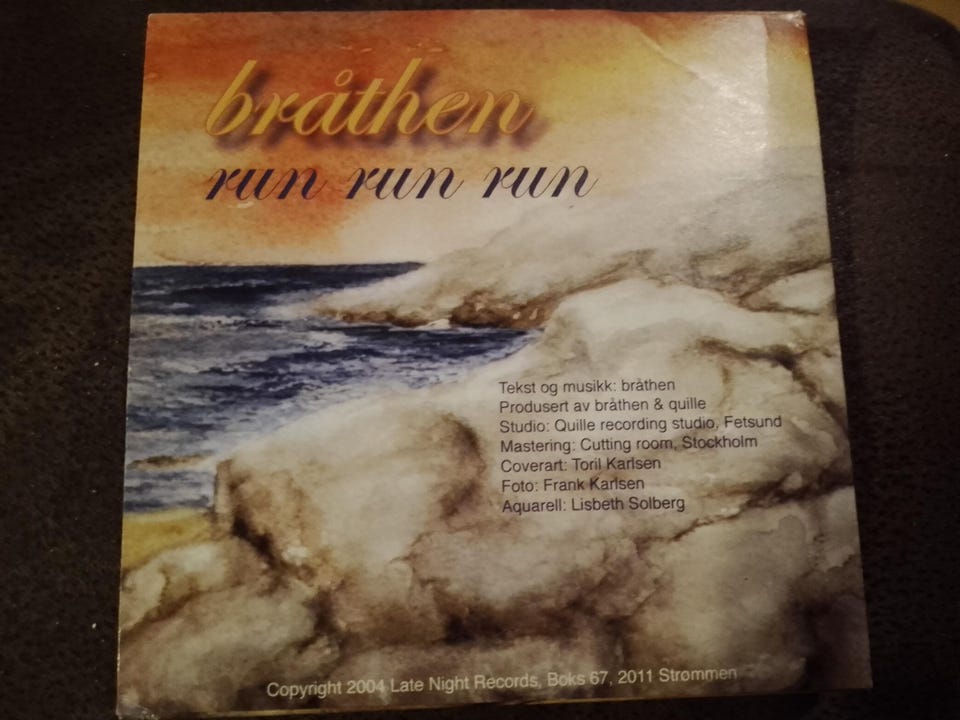 bråthen
run run run
Tekst og musikk: bråthen
Produsert av bråthen & quille
Studio: Quille recording studio, Fetsund
Mastering: Cutting room, Stockholm
Coverart: Toril Karlsen
Foto: Frank Karlsen
Aquarell: Lisbeth Solberg
Copyright 2004 Late Night Records, Boks 67, 2011 Strømmen